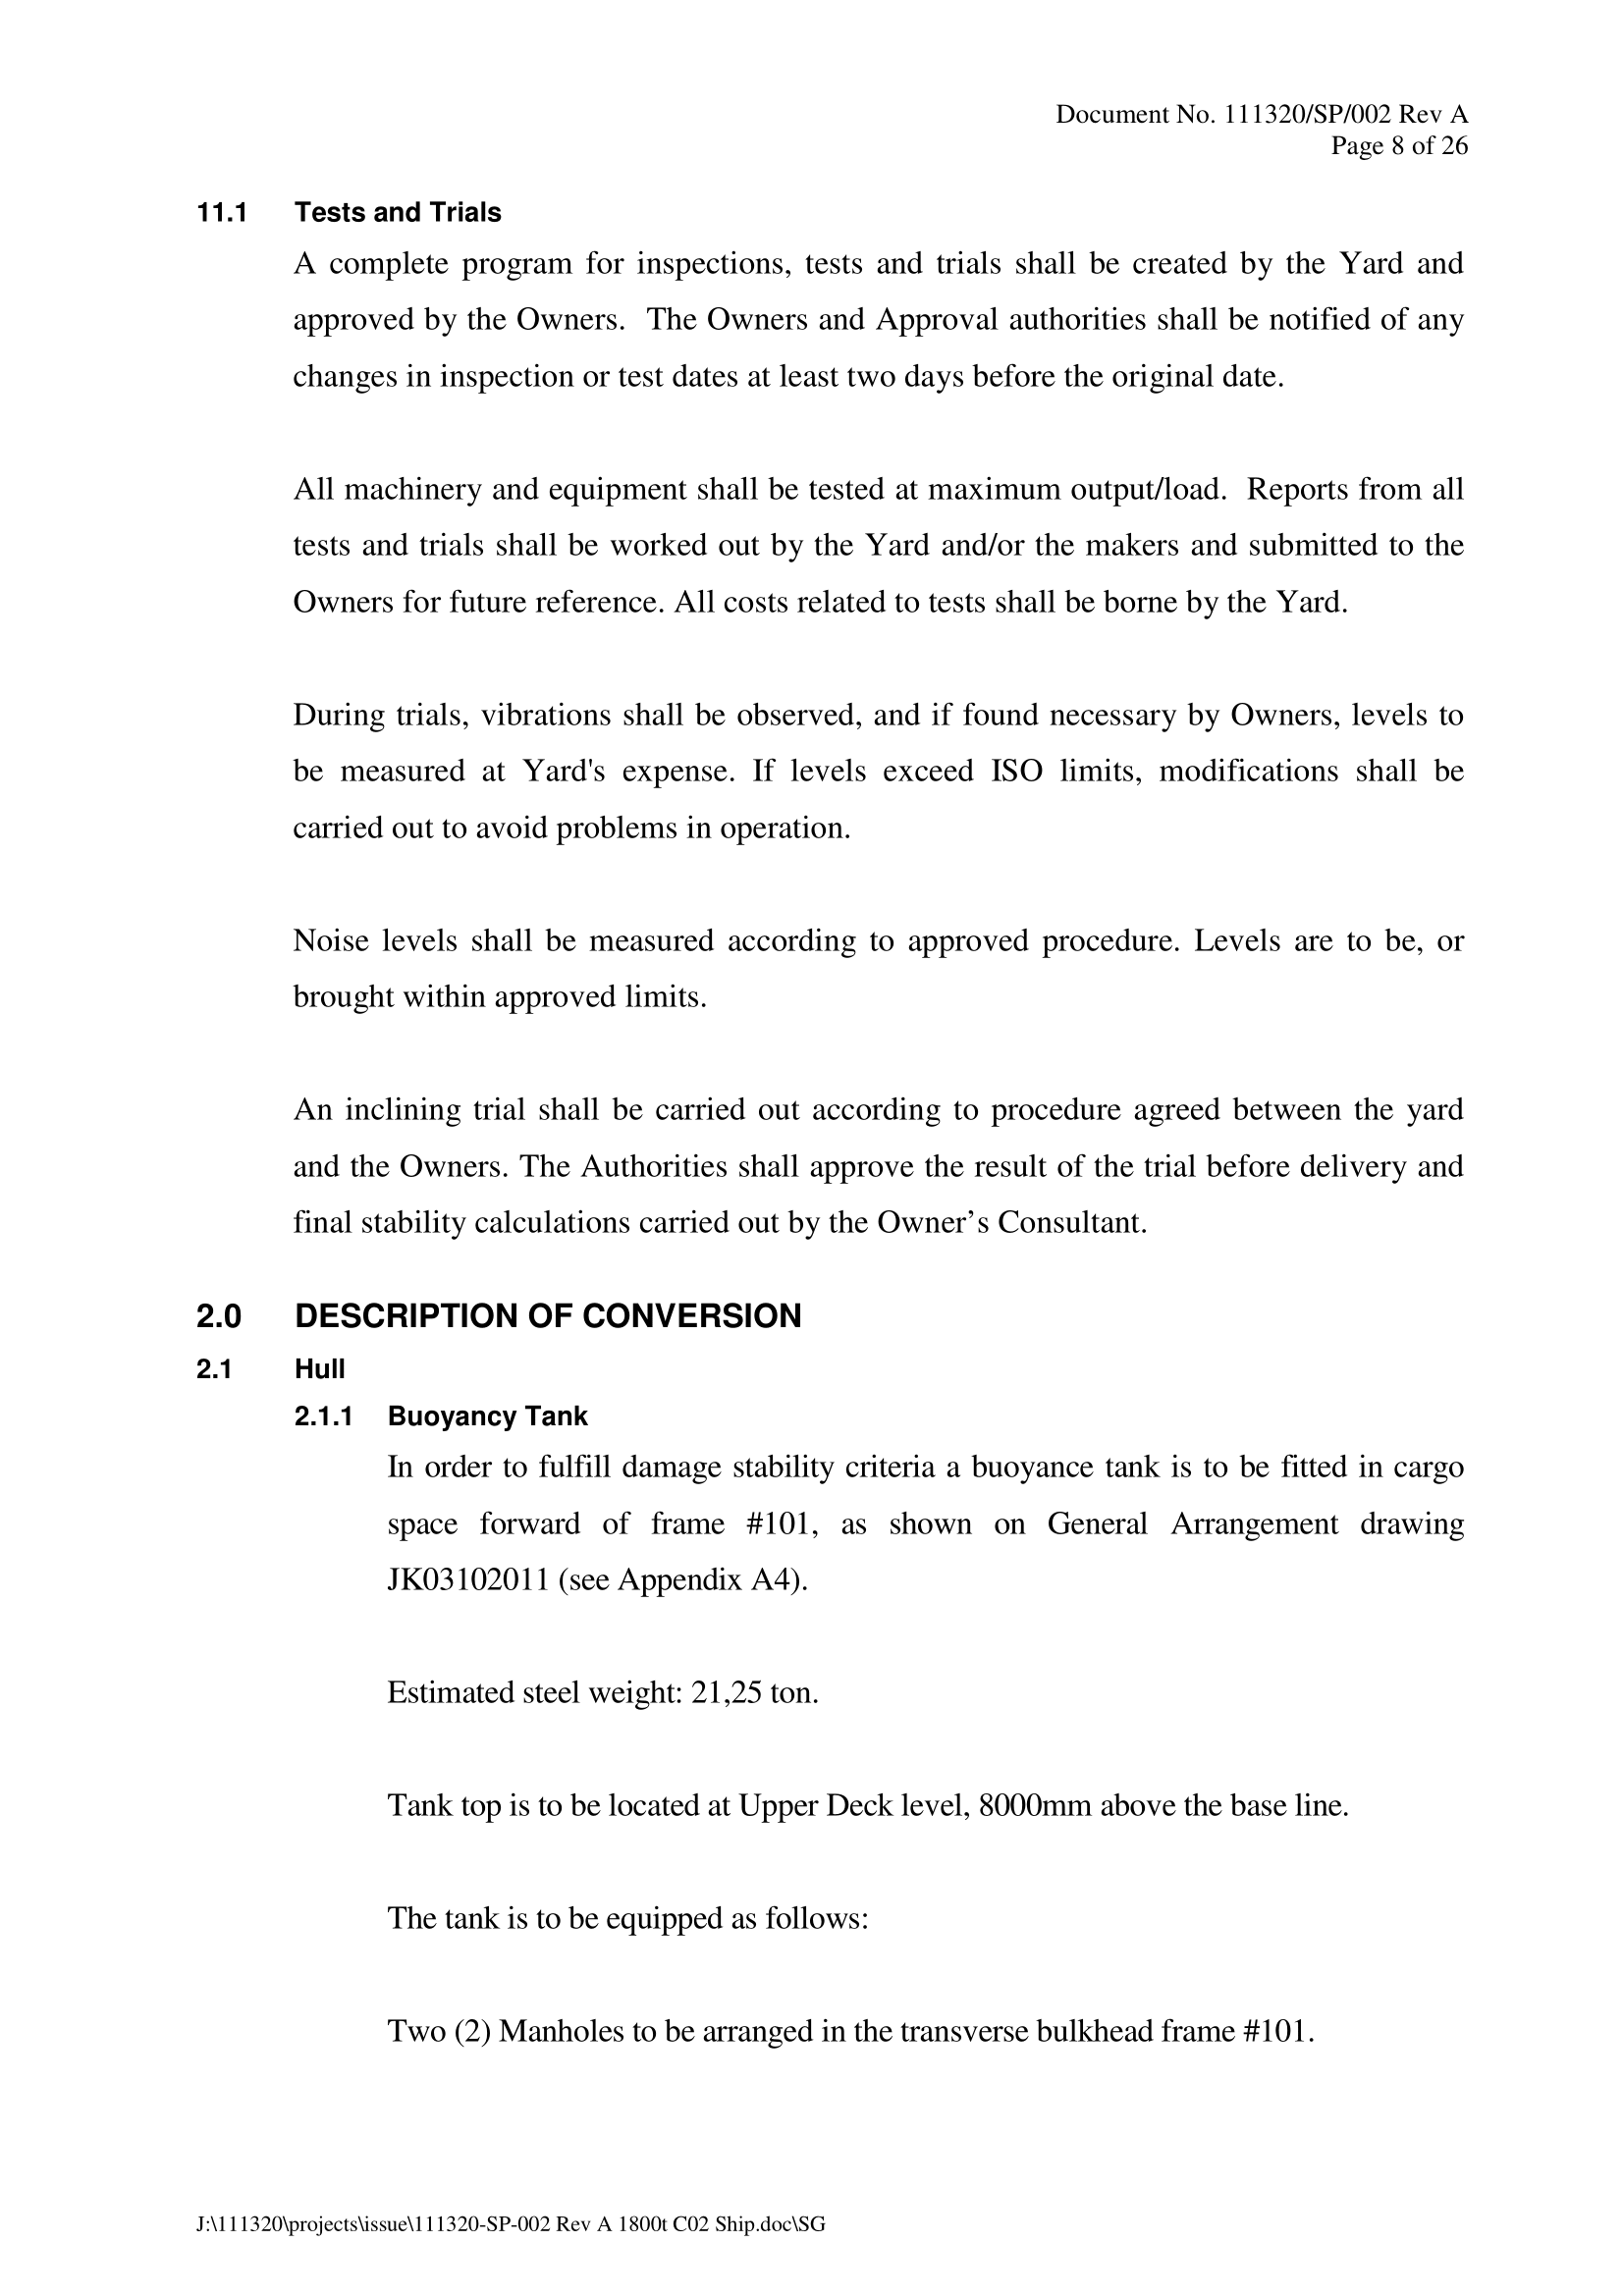 Document No. 111320/SP/002 Rev A
Page 8 of 26
11.1 Tests and Trials
A complete program for inspections, tests and trials shall be created by the Yard and
approved by the Owners.  The Owners and Approval authorities shall be notified of any
changes in inspection or test dates at least two days before the original date.
All machinery and equipment shall be tested at maximum output/load.  Reports from all
tests and trials shall be worked out by the Yard and/or the makers and submitted to the
Owners for future reference. All costs related to tests shall be borne by the Yard.
During trials, vibrations shall be observed, and if found necessary by Owners, levels to
be measured at Yard's expense. If levels exceed ISO limits, modifications shall be
carried out to avoid problems in operation.
Noise levels shall be measured according to approved procedure. Levels are to be, or
brought within approved limits.
An inclining trial shall be carried out according to procedure agreed between the yard
and the Owners. The Authorities shall approve the result of the trial before delivery and
final stability calculations carried out by the Owner’s Consultant.
2.0 DESCRIPTION OF CONVERSION
2.1 Hull
2.1.1 Buoyancy Tank
In order to fulfill damage stability criteria a buoyance tank is to be fitted in cargo
space forward of frame #101, as shown on General Arrangement drawing
JK03102011 (see Appendix A4).
Estimated steel weight: 21,25 ton.
Tank top is to be located at Upper Deck level, 8000mm above the base line.
The tank is to be equipped as follows:
Two (2) Manholes to be arranged in the transverse bulkhead frame #101.
J:\111320\projects\issue\111320-SP-002 Rev A 1800t C02 Ship.doc\SG